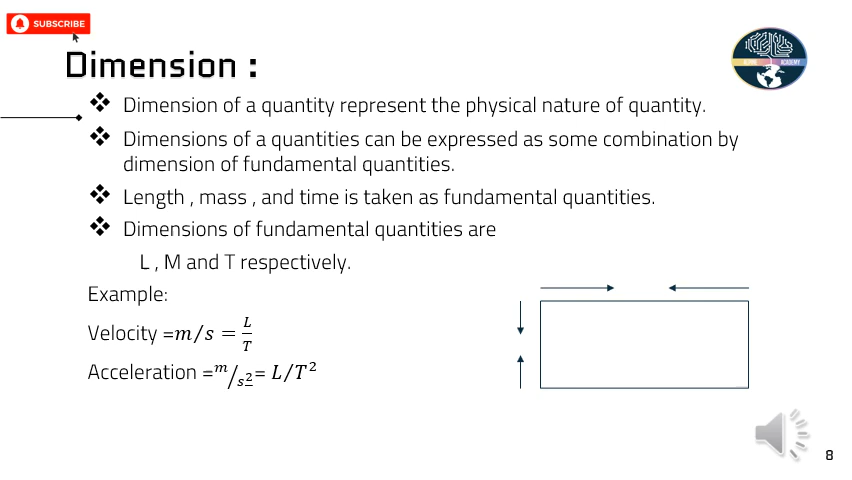 SUBSCRIBE
Dimension :
❖ Dimension of a quantity represent the physical nature of quantity.
❖ Dimensions of a quantities can be expressed as some combination by
dimension of fundamental quantities.
❖ Length , mass , and time is taken as fundamental quantities.
❖ Dimensions of fundamental quantities are
L , M and T respectively.
Example:
Velocity =m/s = L/T
Acceleration =m/s2= L/T²
8